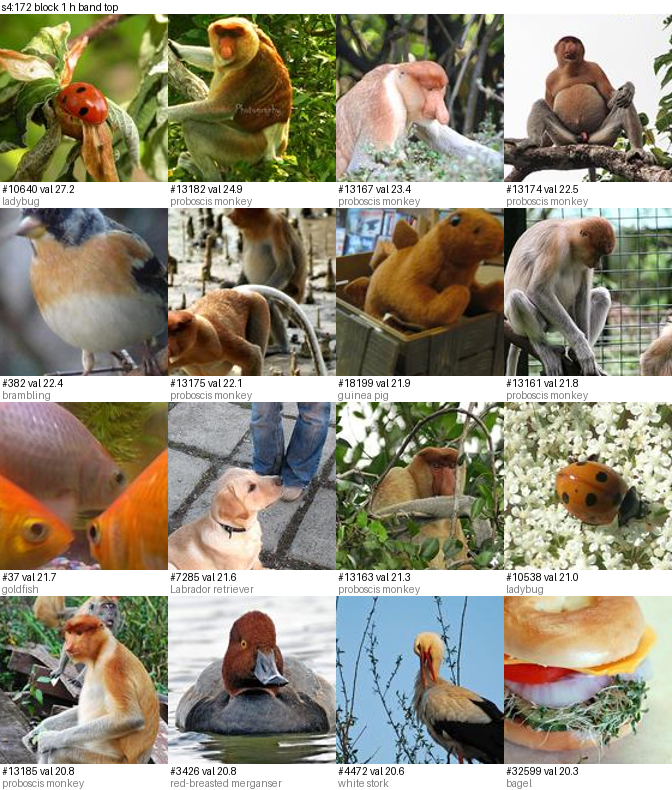 s4:172 block 1 h band top
#10640 val 27.2
ladybug
#13182 val 24.9
proboscis monkey
#13167 val 23.4
proboscis monkey
#13174 val 22.5
proboscis monkey
Photography
#382 val 22.4
brambling
#13175 val 22.1
proboscis monkey
#18199 val 21.9
guinea pig
#13161 val 21.8
proboscis monkey
#37 val 21.7
goldfish
#7285 val 21.6
Labrador retriever
#13163 val 21.3
proboscis monkey
#10538 val 21.0
ladybug
#13185 val 20.8
proboscis monkey
#3426 val 20.8
red-breasted merganser
#4472 val 20.6
white stork
#32599 val 20.3
bagel